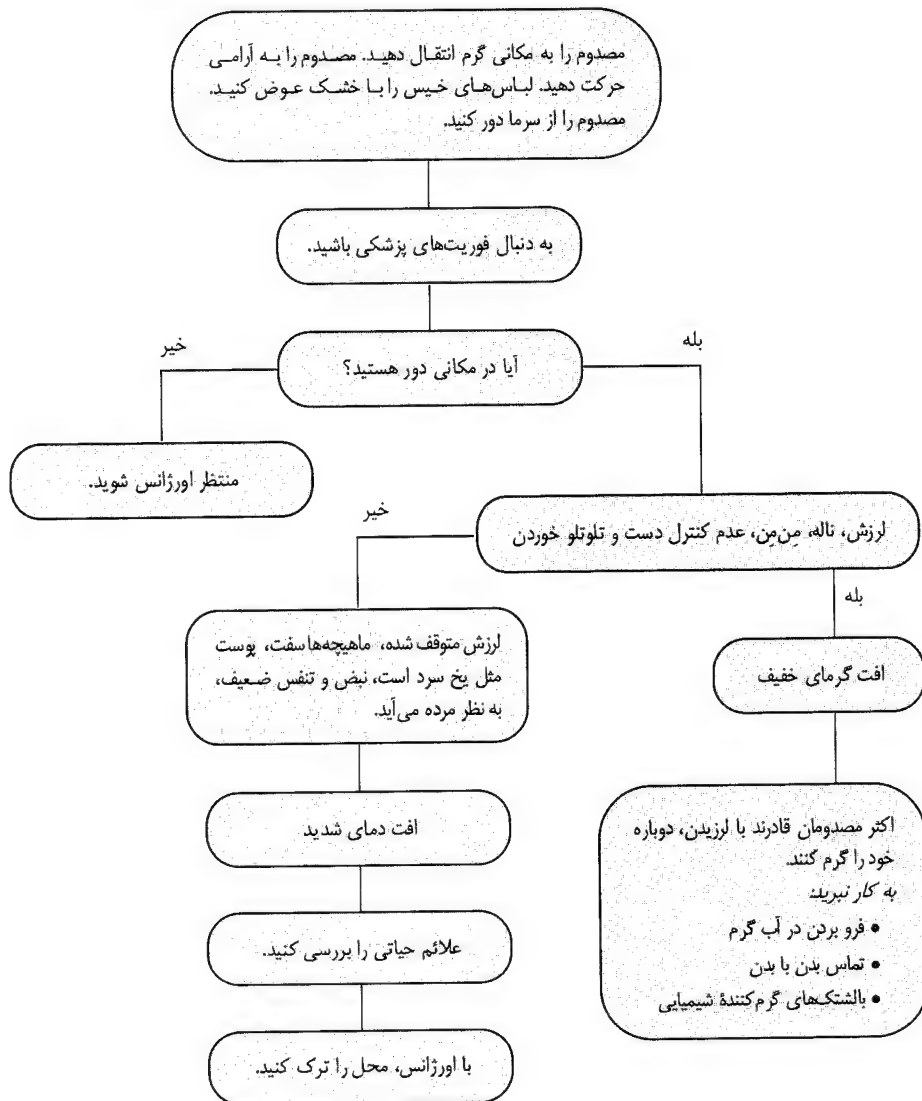 مصدوم را به مکانی گرم انتقال دهید. مصدوم را به آرامی
حرکت دهید. لباس‌های خیس را با خشک عوض کنید.
مصدوم را از سرما دور کنید.
به دنبال فوریت‌های پزشکی باشید.
آیا در مکانی دور هستید؟
بله
خیر
منتظر اورژانس شوید.
لرزش، ناله، مِن‌مِن، عدم کنترل دست و تلوتلو خوردن
بله
خیر
افت گرمای خفیف
اکثر مصدومان قادرند با لرزیدن، دوباره
خود را گرم کنند.
به کار نبرید:
• فرو بردن در آب گرم
• تماس بدن با بدن
• بالشتک‌های گرم‌کنندهٔ شیمیایی
لرزش متوقف شده، ماهیچه‌ها سفت، پوست
مثل یخ سرد است، نبض و تنفس ضعیف،
به نظر مرده می‌آید.
افت دمای شدید
علائم حیاتی را بررسی کنید.
با اورژانس، محل را ترک کنید.